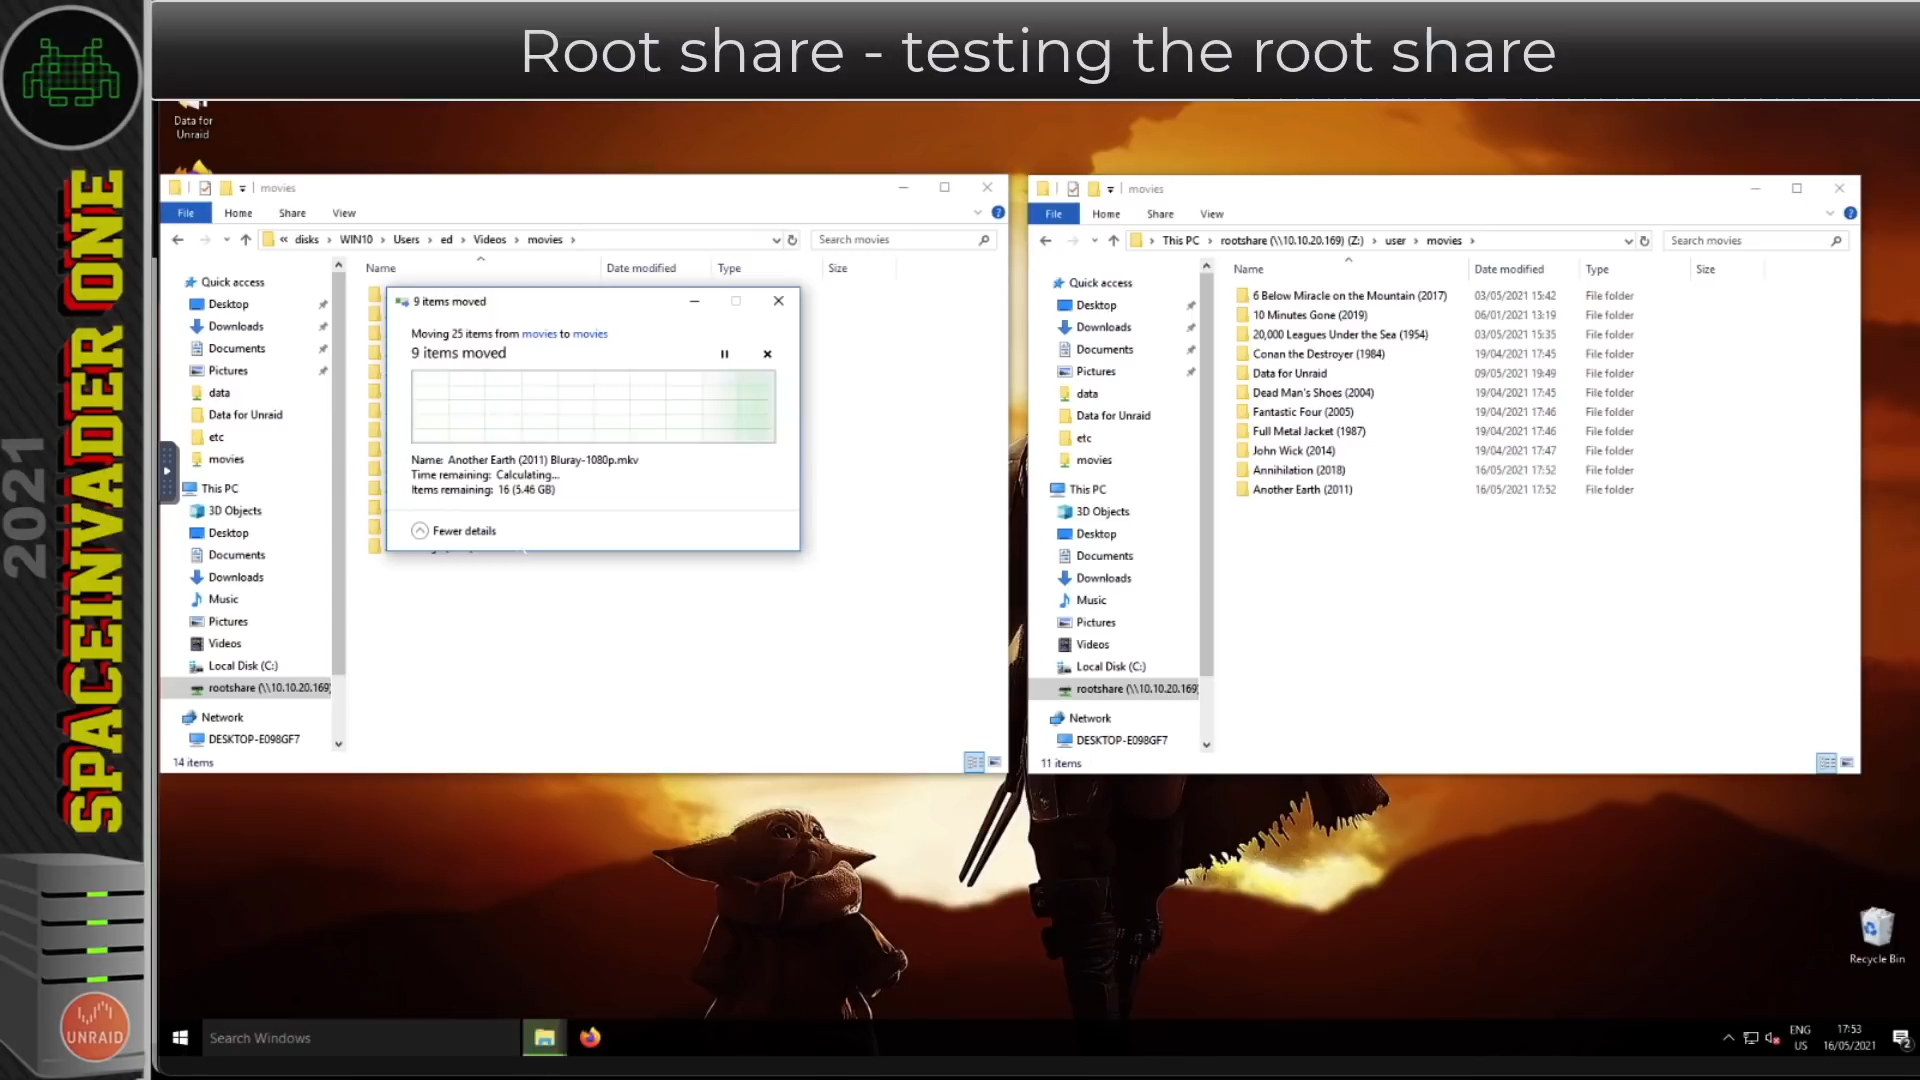 Root share - testing the root share
2021
SPACEINVADER ONE
UNRAID
Data for
Unraid
movies
File Home Share View
« disks › WIN10 › Users › ed › Videos › movies ›
Search movies
Name Date modified Type Size
Quick access
Desktop
Downloads
Documents
Pictures
data
Data for Unraid
etc
movies
This PC
3D Objects
Desktop
Documents
Downloads
Music
Pictures
Videos
Local Disk (C:)
rootshare (\\10.10.20.169)
Network
DESKTOP-E098GF7
14 items
9 items moved
Moving 25 items from movies to movies
9 items moved
Name: Another Earth (2011) Bluray-1080p.mkv
Time remaining: Calculating...
Items remaining: 16 (5.46 GB)
Fewer details
movies
File Home Share View
› This PC › rootshare (\\10.10.20.169) (Z:) › user › movies ›
Search movies
Name Date modified Type Size
Quick access
Desktop
Downloads
Documents
Pictures
data
Data for Unraid
etc
movies
This PC
3D Objects
Desktop
Documents
Downloads
Music
Pictures
Videos
Local Disk (C:)
rootshare (\\10.10.20.169)
Network
DESKTOP-E098GF7
6 Below Miracle on the Mountain (2017) 03/05/2021 15:42 File folder
10 Minutes Gone (2019) 06/01/2021 13:19 File folder
20,000 Leagues Under the Sea (1954) 03/05/2021 15:35 File folder
Conan the Destroyer (1984) 19/04/2021 17:45 File folder
Data for Unraid 09/05/2021 19:49 File folder
Dead Man's Shoes (2004) 19/04/2021 17:45 File folder
Fantastic Four (2005) 19/04/2021 17:46 File folder
Full Metal Jacket (1987) 19/04/2021 17:46 File folder
John Wick (2014) 19/04/2021 17:47 File folder
Annihilation (2018) 16/05/2021 17:52 File folder
Another Earth (2011) 16/05/2021 17:52 File folder
11 items
Recycle Bin
Search Windows
ENG
US
17:53
16/05/2021
2